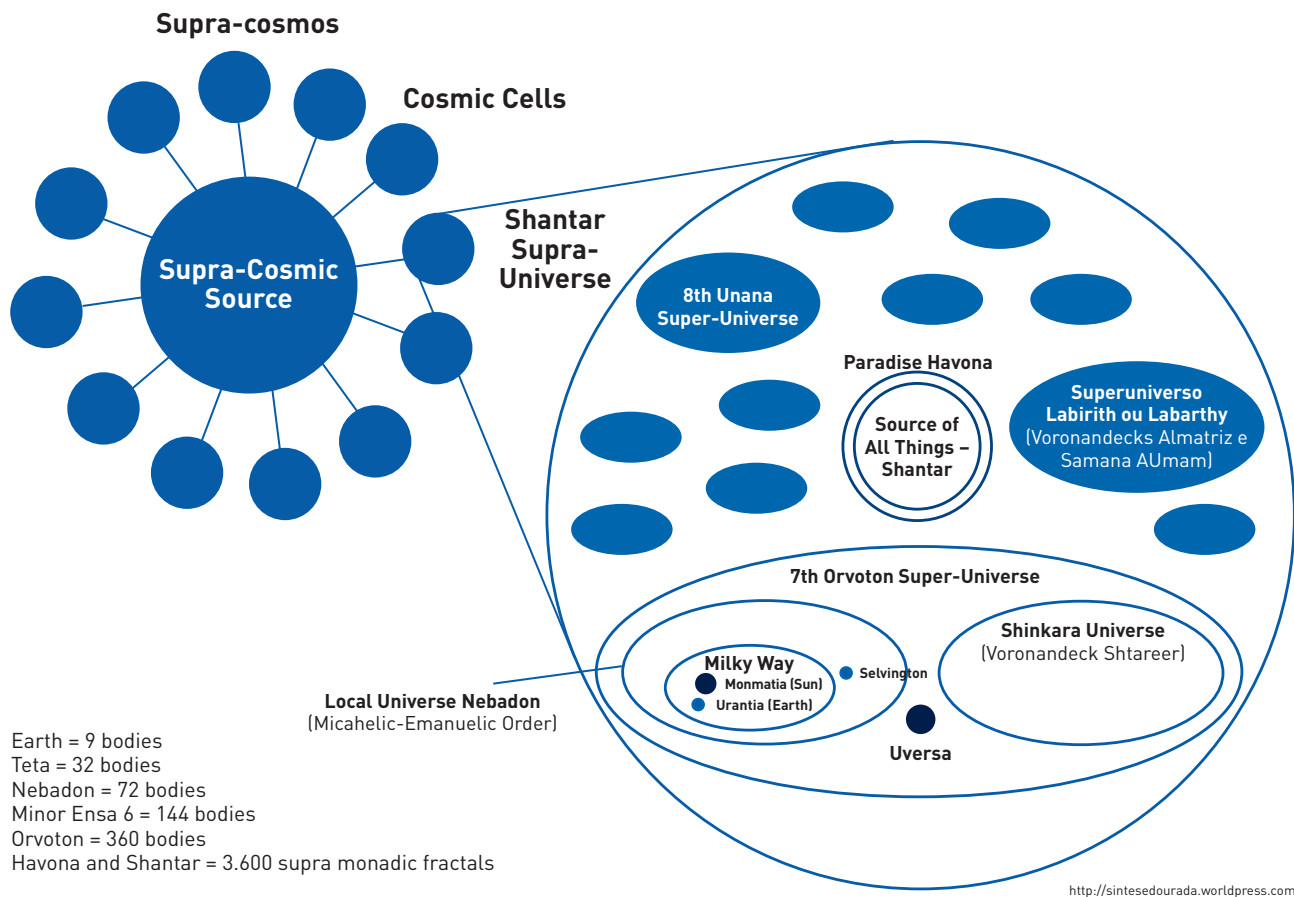 Supra-cosmos
Cosmic Cells
Supra-Cosmic
Source
Shantar
Supra-
Universe
8th Unana
Super-Universe
Paradise Havona
Source of
All Things –
Shantar
Superuniverso
Labirith ou Labarthy
(Voronandecks Almatriz e
Samana AUmam)
7th Orvoton Super-Universe
Milky Way
Monmatia (Sun)
Urantia (Earth)
Selvington
Shinkara Universe
(Voronandeck Shtareer)
Uversa
Local Universe Nebadon
(Micahelic-Emanuelic Order)
Earth = 9 bodies
Teta = 32 bodies
Nebadon = 72 bodies
Minor Ensa 6 = 144 bodies
Orvoton = 360 bodies
Havona and Shantar = 3.600 supra monadic fractals
http://sintesedourada.wordpress.com